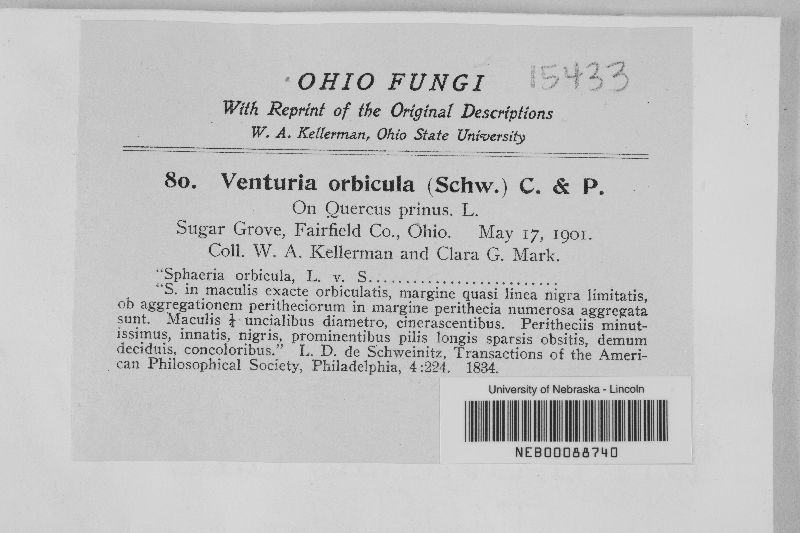 OHIO FUNGI 15433
With Reprint of the Original Descriptions
W. A. Kellerman, Ohio State University
80. Venturia orbicula (Schw.) C. & P.
On Quercus prinus. L.
Sugar Grove, Fairfield Co., Ohio. May 17, 1901.
Coll. W. A. Kellerman and Clara G. Mark.
"Sphaeria orbicula, L. v. S.........................
"S. in maculis exacte orbiculatis, margine quasi linea nigra limitatis,
ob aggregationem peritheciorum in margine perithecia numerosa aggregata
sunt. Maculis ¼ uncialibus diametro, cinerascentibus. Peritheciis minut-
issimus, innatis, nigris, prominentibus pilis longis sparsis obsitis, demum
deciduis, concoloribus." L. D. de Schweinitz, Transactions of the Ameri-
can Philosophical Society, Philadelphia, 4:224. 1834.
University of Nebraska - Lincoln
NEB00088740